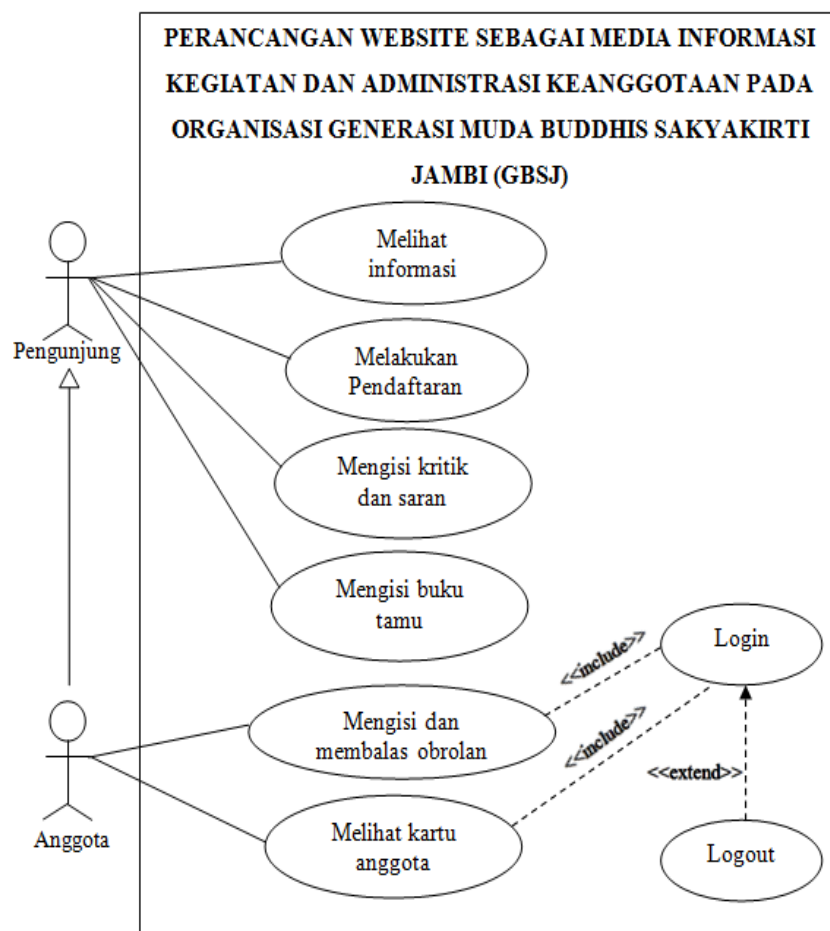 PERANCANGAN WEBSITE SEBAGAI MEDIA INFORMASI
KEGIATAN DAN ADMINISTRASI KEANGGOTAAN PADA
ORGANISASI GENERASI MUDA BUDDHIS SAKYAKIRTI
JAMBI (GBSJ)
Melihat
informasi
Pengunjung
Melakukan
Pendaftaran
Mengisi kritik
dan saran
Mengisi buku
tamu
<<include>>
Login
Mengisi dan
membalas obrolan
<<include>>
<<extend>>
Anggota
Melihat kartu
anggota
Logout